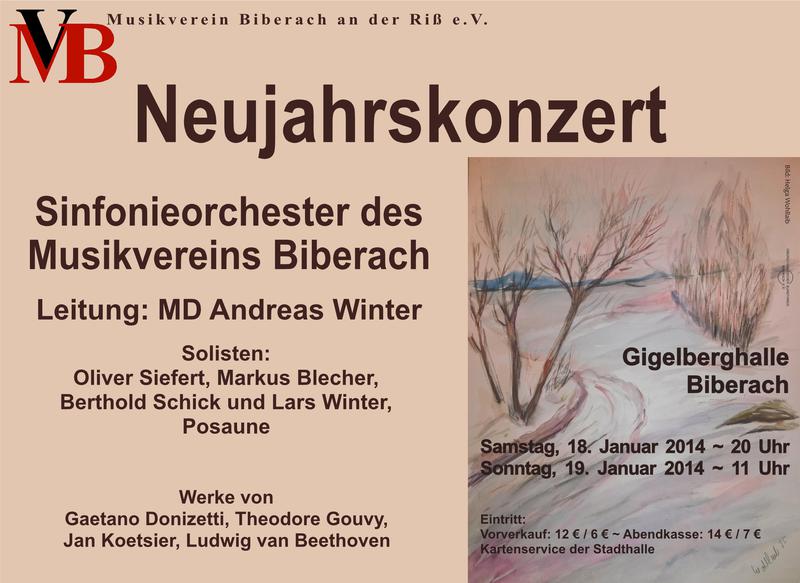 MVB
Musikverein Biberach an der Riß e.V.
Neujahrskonzert
Sinfonieorchester des
Musikvereins Biberach
Leitung: MD Andreas Winter
Solisten:
Oliver Siefert, Markus Blecher,
Berthold Schick und Lars Winter,
Posaune
Werke von
Gaetano Donizetti, Theodore Gouvy,
Jan Koetsier, Ludwig van Beethoven
Bild: Helga Wohlfaib
Gigelberghalle
Biberach
Samstag, 18. Januar 2014 ~ 20 Uhr
Sonntag, 19. Januar 2014 ~ 11 Uhr
Eintritt:
Vorverkauf: 12 € / 6 € ~ Abendkasse: 14 € / 7 €
Kartenservice der Stadthalle